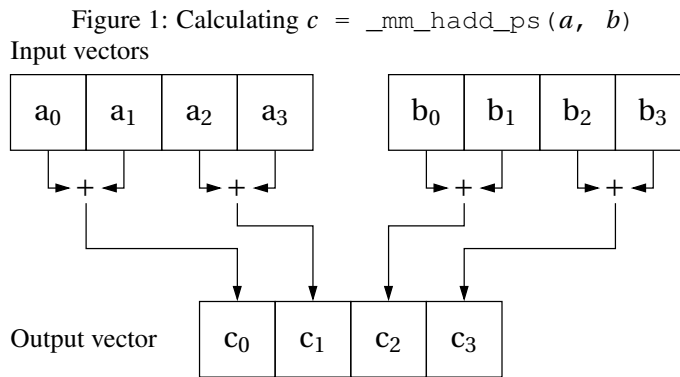 Figure 1: Calculating c = _mm_hadd_ps(a, b)
Input vectors
a0 a1 a2 a3 b0 b1 b2 b3
+ + + +
Output vector c0 c1 c2 c3